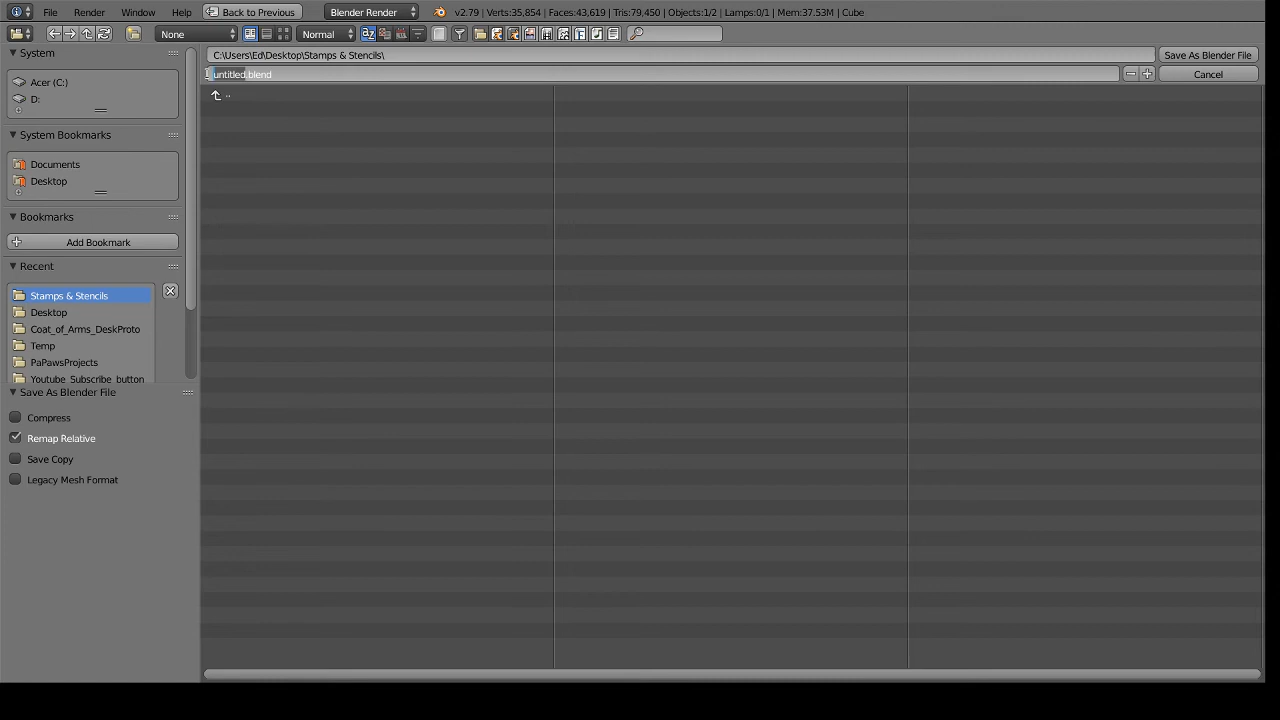 File Render Window Help Back to Previous Blender Render v2.79 | Verts:35,854 | Faces:43,619 | Tris:79,450 | Objects:1/2 | Lamps:0/1 | Mem:37.53M | Cube
None Normal
System
C:\Users\Ed\Desktop\Stamps & Stencils\ Save As Blender File
untitled.blend Cancel
..
Acer (C:)
D:
System Bookmarks
Documents
Desktop
Bookmarks
Add Bookmark
Recent
Stamps & Stencils
Desktop
Coat_of_Arms_DeskProto
Temp
PaPawsProjects
Youtube_Subscribe_button
Save As Blender File
Compress
Remap Relative
Save Copy
Legacy Mesh Format